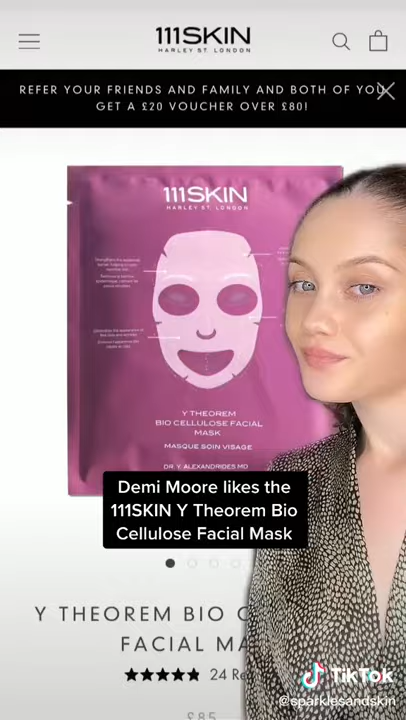 111SKIN
HARLEY ST. LONDON
REFER YOUR FRIENDS AND FAMILY AND BOTH OF YOU
GET A £20 VOUCHER OVER £80!
111SKIN
HARLEY ST. LONDON
Y THEOREM
BIO CELLULOSE FACIAL
MASK
MASQUE SOIN VISAGE
DR. Y. ALEXANDRIDES MD
Demi Moore likes the
111SKIN Y Theorem Bio
Cellulose Facial Mask
Y THEOREM BIO
FACIAL
24
£85
TikTok
@sparklesandskin